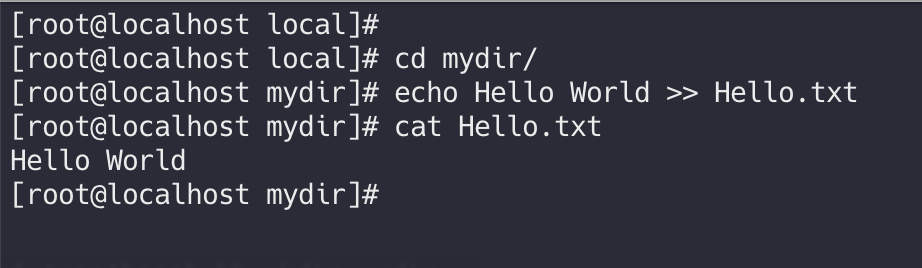 [root@localhost local]#
[root@localhost local]# cd mydir/
[root@localhost mydir]# echo Hello World >> Hello.txt
[root@localhost mydir]# cat Hello.txt
Hello World
[root@localhost mydir]#